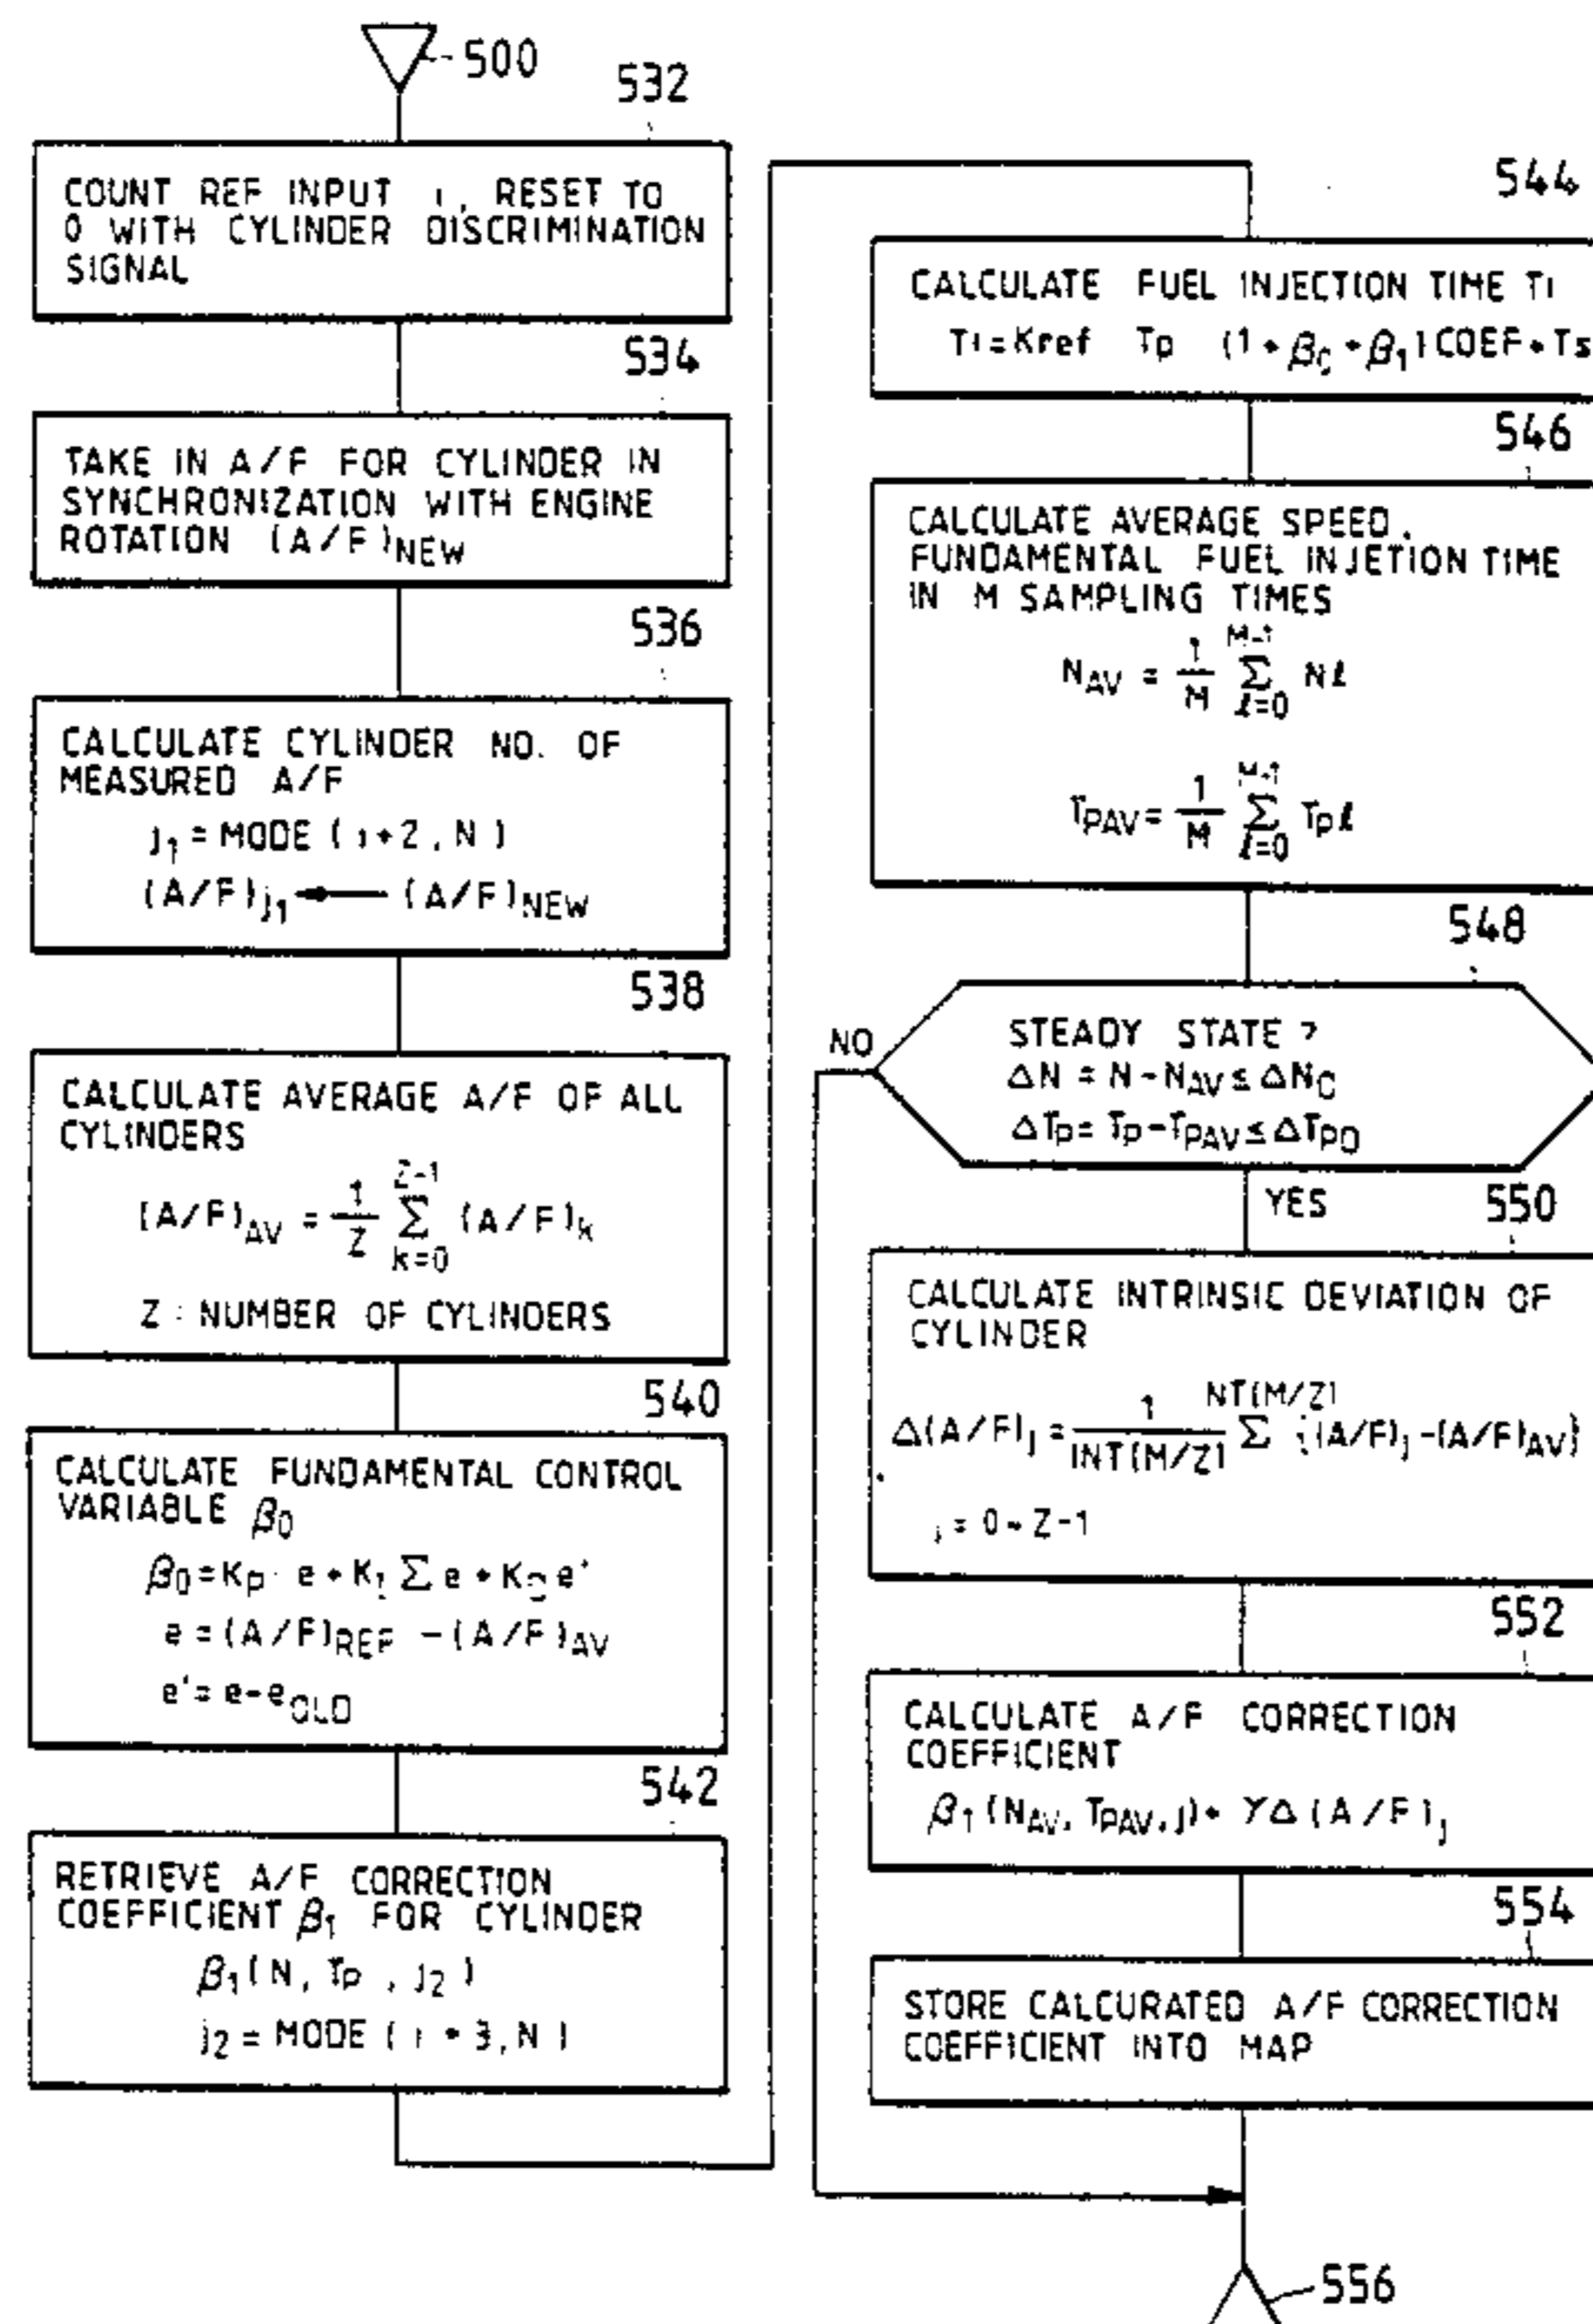 500
532
COUNT REF INPUT i, RESET TO
0 WITH CYLINDER DISCRIMINATION
SIGNAL
534
TAKE IN A/F FOR CYLINDER IN
SYNCHRONIZATION WITH ENGINE
ROTATION (A/F)NEW
536
CALCULATE CYLINDER NO. OF
MEASURED A/F
j1 = MODE (i+2, N)
(A/F)j1 ← (A/F)NEW
538
CALCULATE AVERAGE A/F OF ALL
CYLINDERS
(A/F)AV = 1/Z Z-1 Σ k=0 (A/F)k
Z : NUMBER OF CYLINDERS
540
CALCULATE FUNDAMENTAL CONTROL
VARIABLE β0
β0 = KP · e + KI Σ e + KD e'
e = (A/F)REF - (A/F)AV
e' = e - eOLD
542
RETRIEVE A/F CORRECTION
COEFFICIENT β1 FOR CYLINDER
β1 (N, TP, j2)
j2 = MODE (i + 3, N)
544
CALCULATE FUEL INJECTION TIME Ti
Ti = Kref Tp (1 + β0 + β1) COEF + Ts
546
CALCULATE AVERAGE SPEED,
FUNDAMENTAL FUEL INJETION TIME
IN M SAMPLING TIMES
NAV = 1/M M-1 Σ ℓ=0 Nℓ
TPAV = 1/M M-1 Σ ℓ=0 Tpℓ
548
STEADY STATE ?
ΔN = N - NAV ≤ ΔN0
ΔTP = TP - TPAV ≤ ΔTP0
NO
YES
550
CALCULATE INTRINSIC DEVIATION OF
CYLINDER
Δ(A/F)j = 1/INT(M/Z) NT(M/Z) Σ {(A/F)j - (A/F)AV}
j = 0 ~ Z-1
552
CALCULATE A/F CORRECTION
COEFFICIENT
β1 (NAV, TPAV, j) + γΔ (A/F)j
554
STORE CALCURATED A/F CORRECTION
COEFFICIENT INTO MAP
556